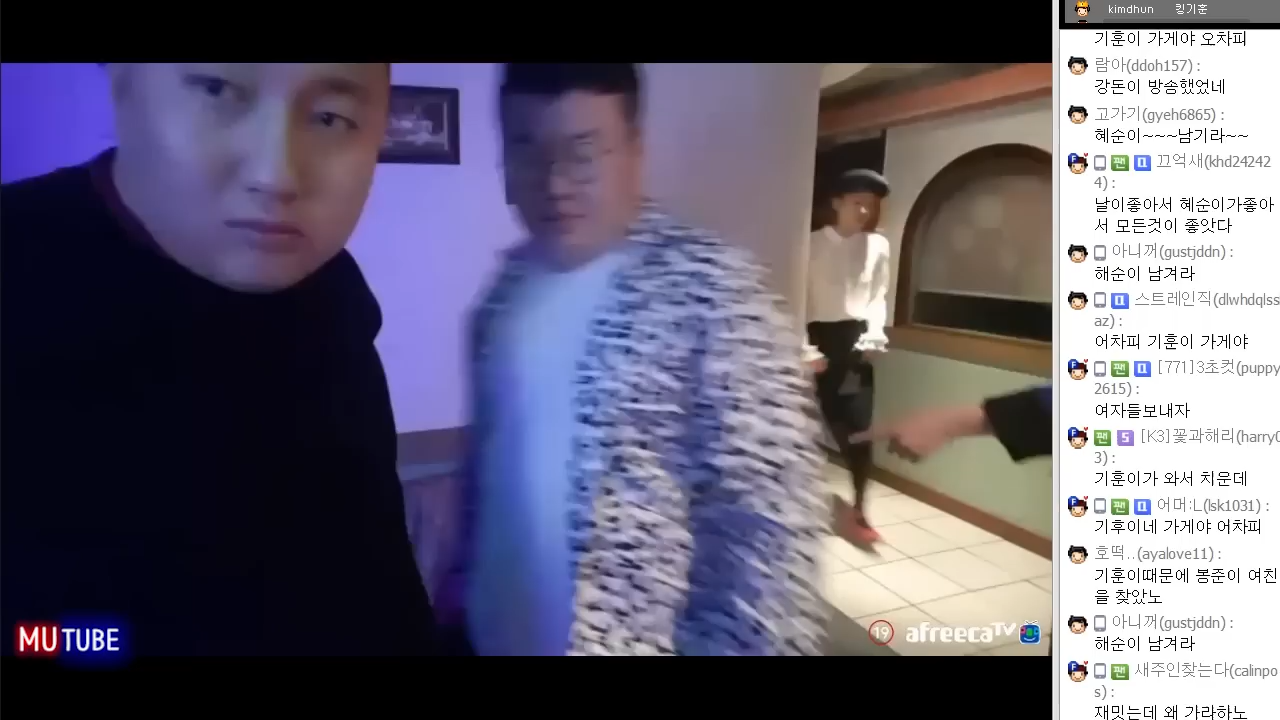 kimdhun 킹기훈
기훈이 가게야 오차피
람아(ddoh157) :
강돈이 방송했었네
고가기(gyeh6865) :
혜순이~~~남기라~~
팬 끄억새(khd24242
4) :
날이좋아서 혜순이가좋아
서 모든것이 좋았다
아니꺼(gustjddn) :
해순이 남겨라
스트레인직(dlwhdqlss
az) :
어차피 기훈이 가게야
팬 [771]3초컷(puppy
2615) :
여자들보내자
팬 S [K3]꽃과해리(harry0
3) :
기훈이가 와서 치운데
팬 어머:L(lsk1031) :
기후이네 가게야 어차피
호떡..(ayalove11) :
기훈이때문에 봉준이 여친
을 찾았노
아니꺼(gustjddn) :
해순이 남겨라
팬 새주인찾는다(calinpo
s) :
재밋는데 왜 가라하노
MUTUBE
19 afreecaTV